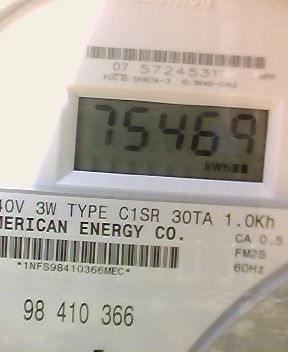 07 5724531
75469
kWh
40V 3W TYPE C1SR 30TA 1.0Kh
MERICAN ENERGY CO.
CA 0.5
FM2S
60Hz
*1NFS98410366MEC*
98 410 366